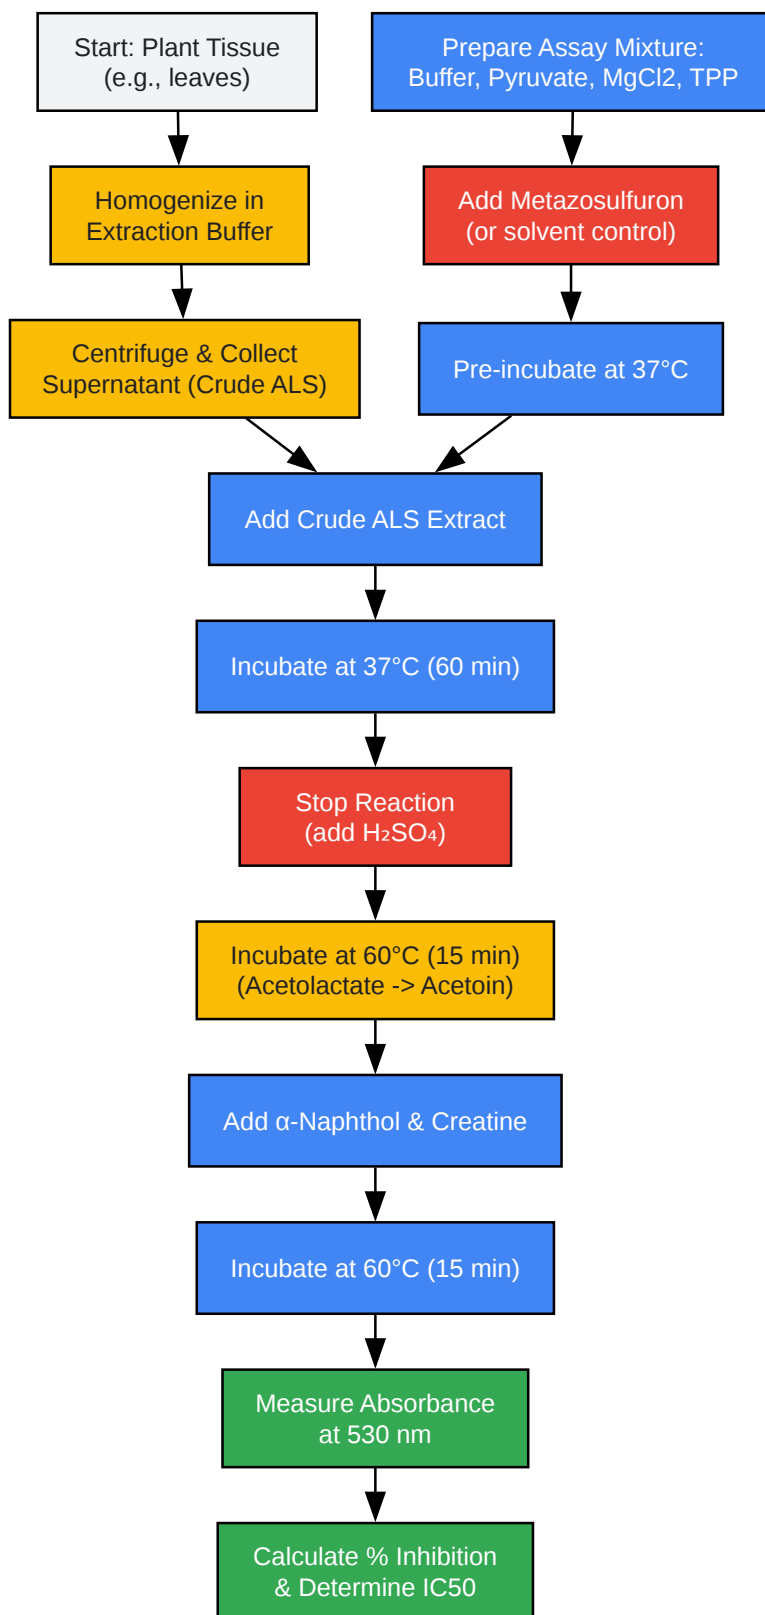 Start: Plant Tissue
(e.g., leaves)
Prepare Assay Mixture:
Buffer, Pyruvate, MgCl2, TPP
Homogenize in
Extraction Buffer
Add Metazosulfuron
(or solvent control)
Centrifuge & Collect
Supernatant (Crude ALS)
Pre-incubate at 37°C
Add Crude ALS Extract
Incubate at 37°C (60 min)
Stop Reaction
(add H₂SO₄)
Incubate at 60°C (15 min)
(Acetolactate -> Acetoin)
Add α-Naphthol & Creatine
Incubate at 60°C (15 min)
Measure Absorbance
at 530 nm
Calculate % Inhibition
& Determine IC50